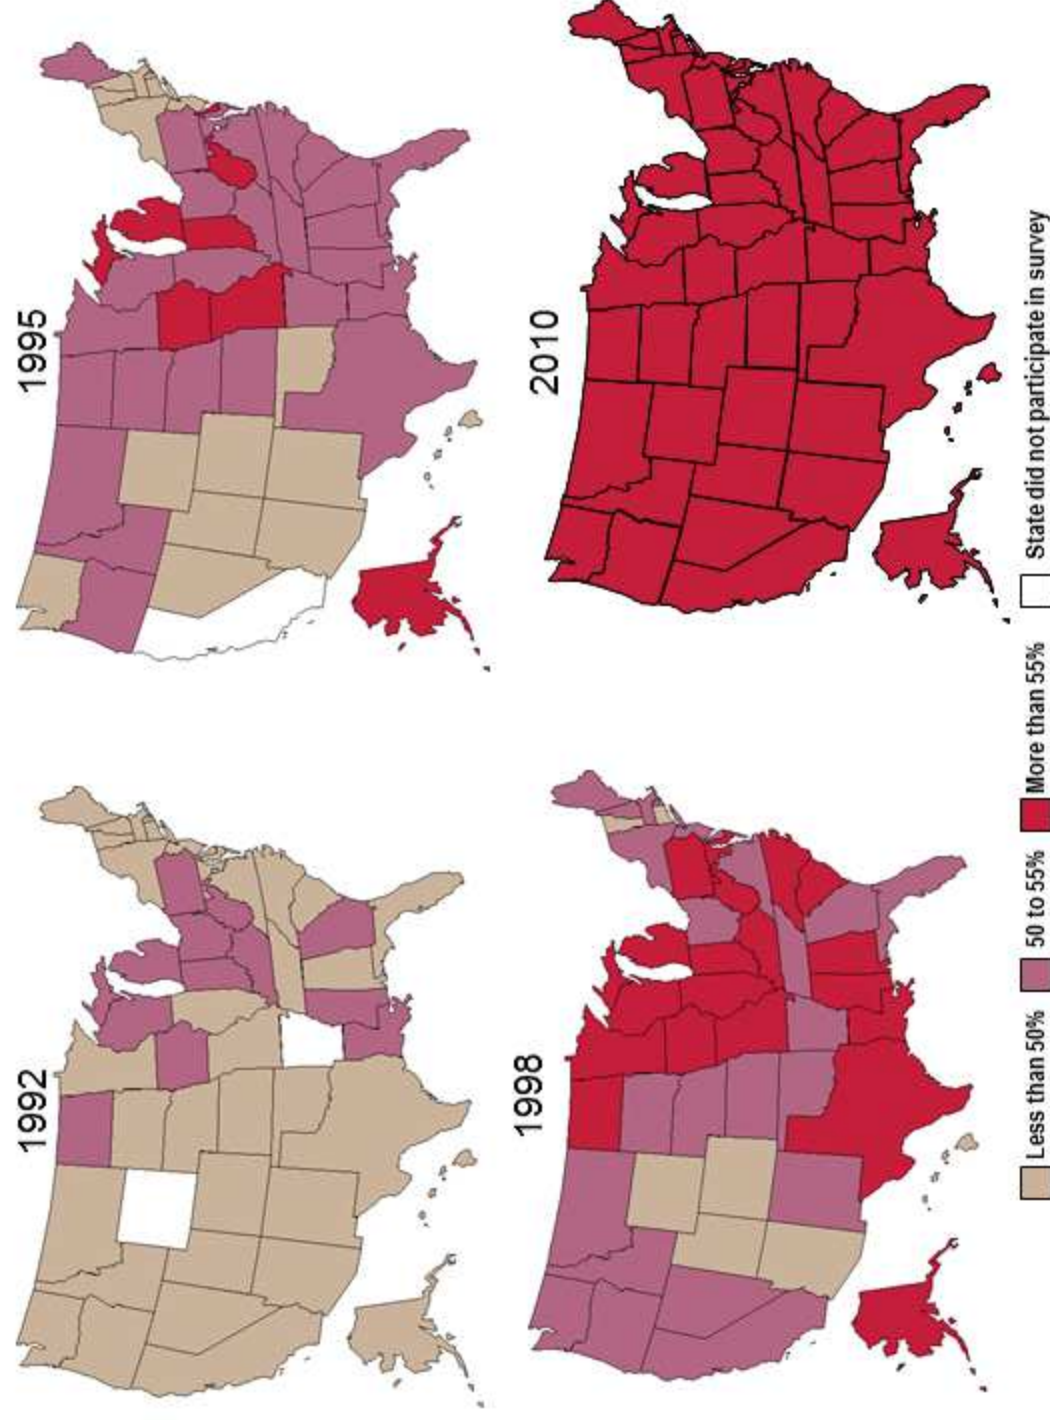 1992
1995
1998
2010
Less than 50%
50 to 55%
More than 55%
State did not participate in survey